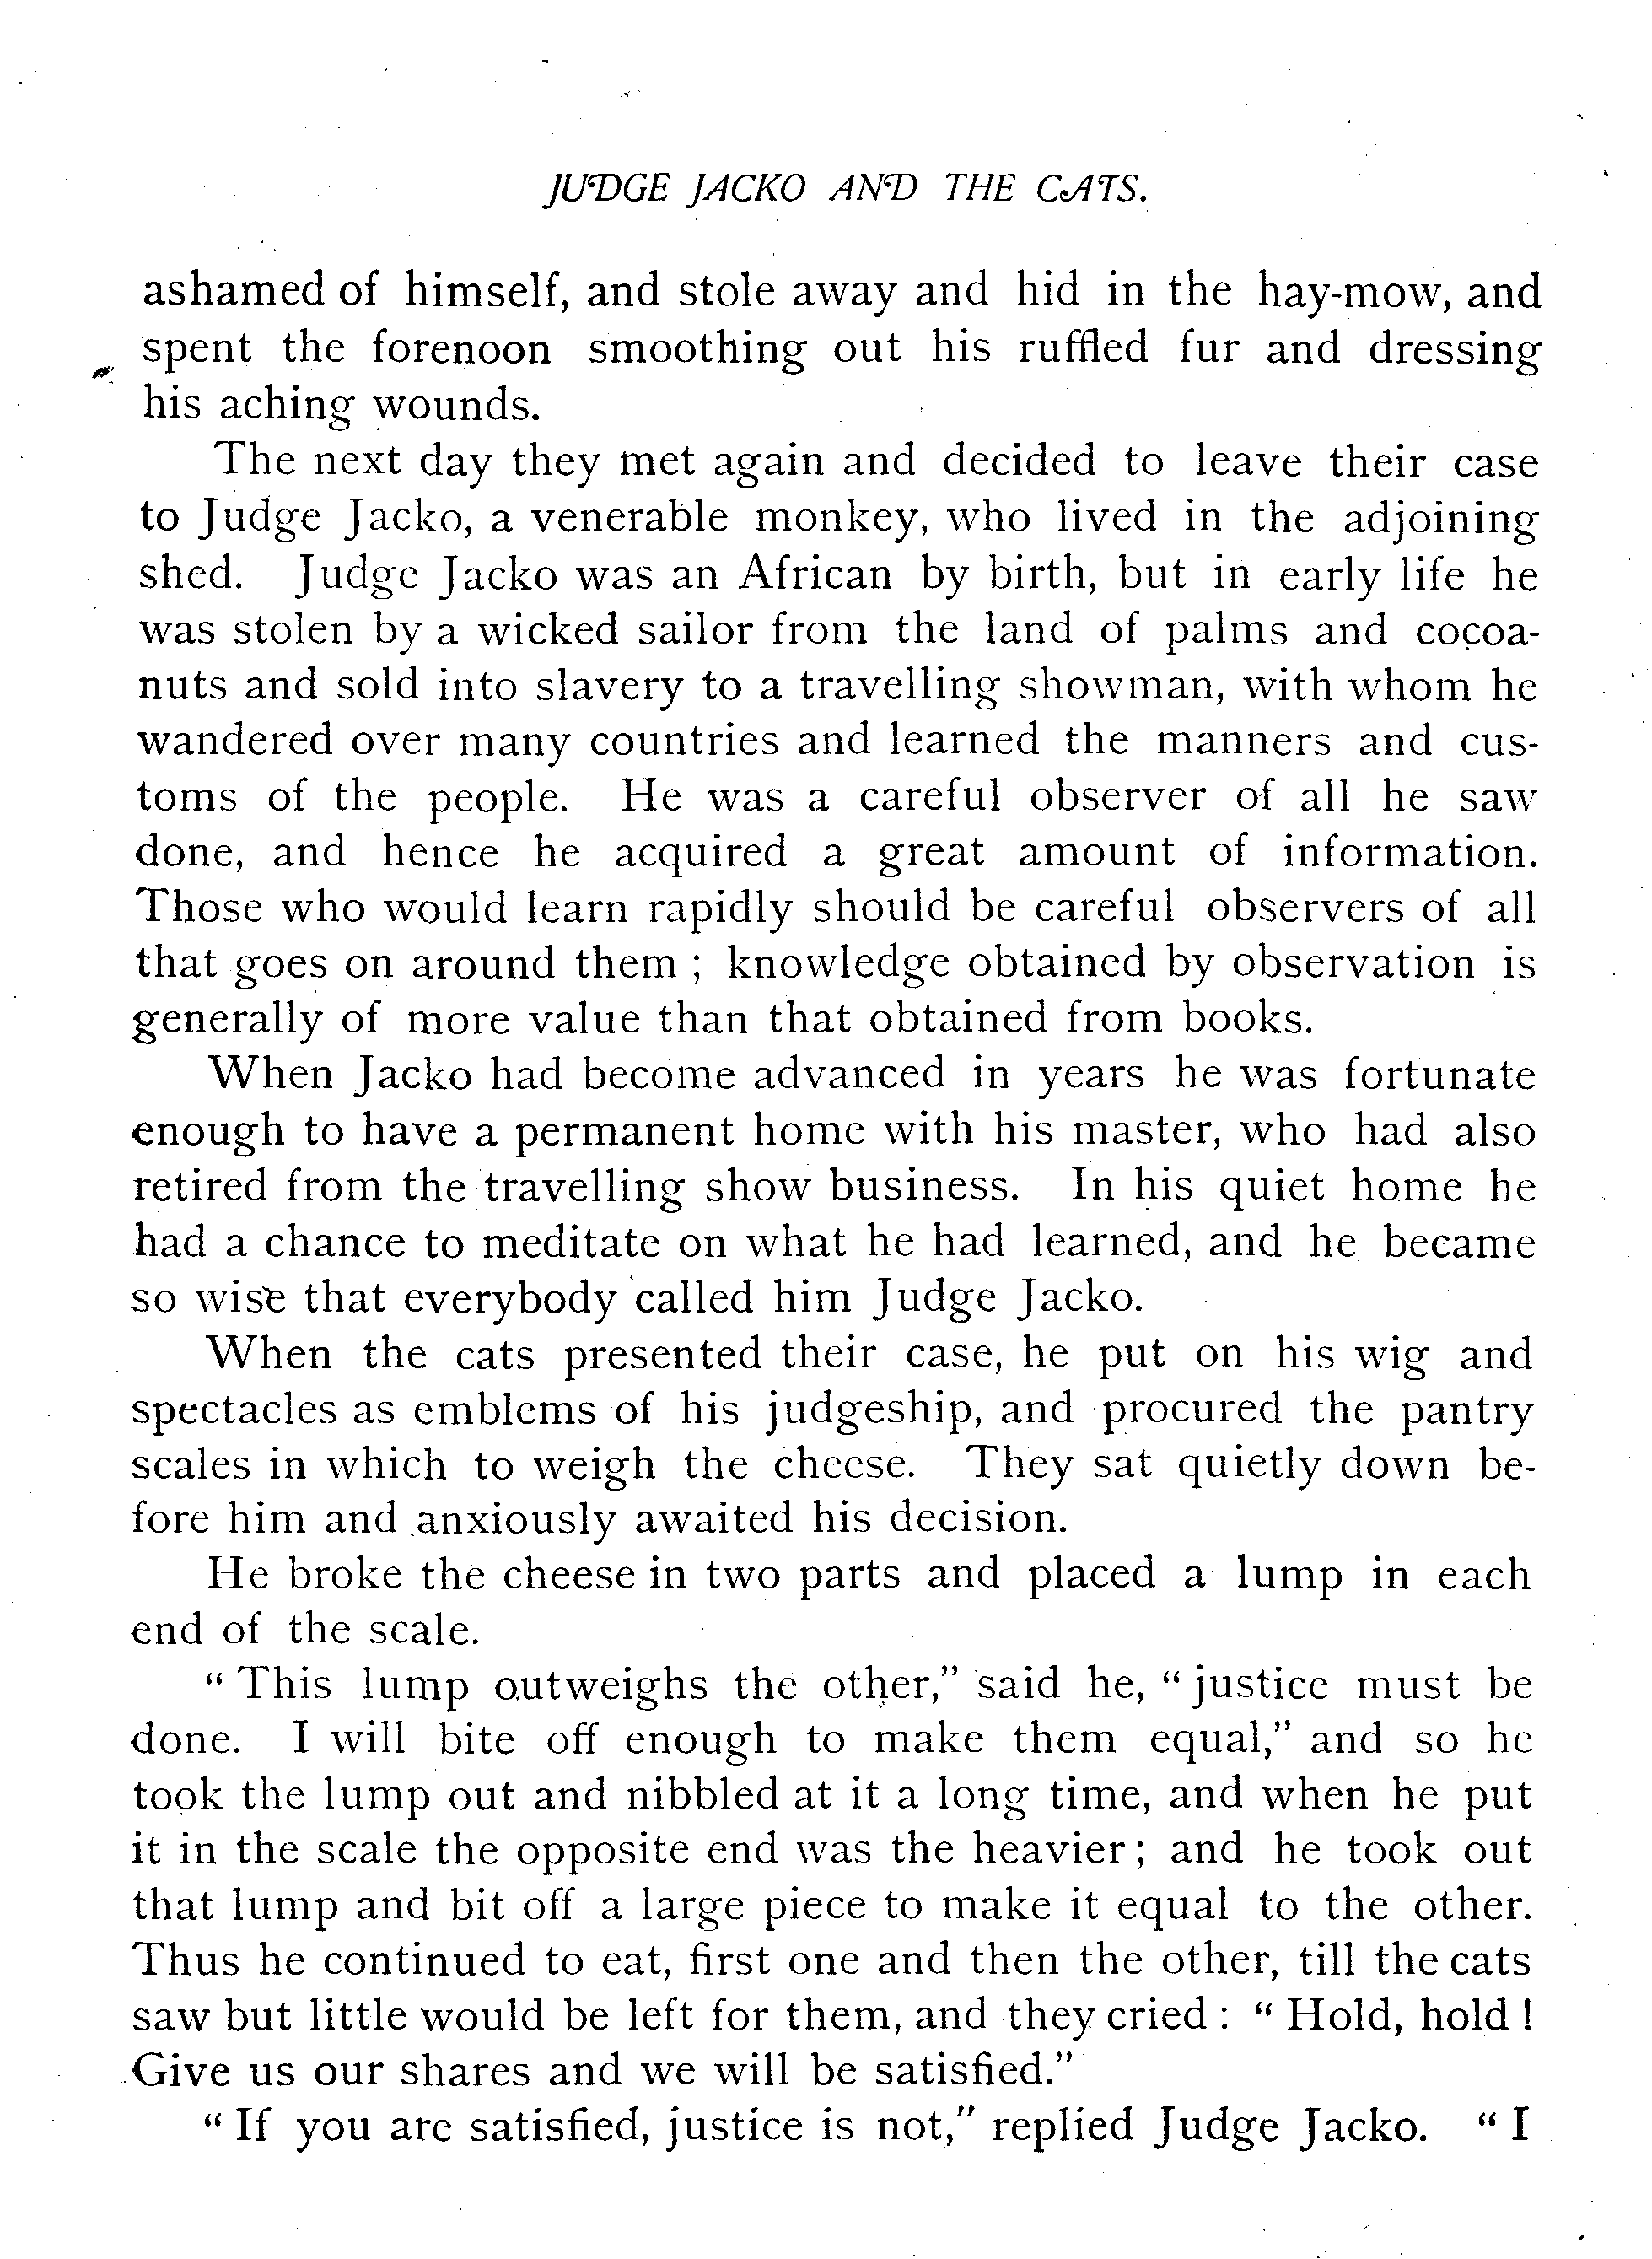 JUDGE JACKO AND THE CATS.
ashamed of himself, and stole away and hid in the hay-mow, and
spent the forenoon smoothing out his ruffled fur and dressing
his aching wounds.
The next day they met again and decided to leave their case
to Judge Jacko, a venerable monkey, who lived in the adjoining
shed. Judge Jacko was an African by birth, but in early life he
was stolen by a wicked sailor from the land of palms and cocoa-
nuts and sold into slavery to a travelling showman, with whom he
wandered over many countries and learned the manners and cus-
toms of the people. He was a careful observer of all he saw
done, and hence he acquired a great amount of information.
Those who would learn rapidly should be careful observers of all
that goes on around them ; knowledge obtained by observation is
generally of more value than that obtained from books.
When Jacko had become advanced in years he was fortunate
enough to have a permanent home with his master, who had also
retired from the travelling show business. In his quiet home he
had a chance to meditate on what he had learned, and he became
so wise that everybody called him Judge Jacko.
When the cats presented their case, he put on his wig and
spectacles as emblems of his judgeship, and procured the pantry
scales in which to weigh the cheese. They sat quietly down be-
fore him and anxiously awaited his decision.
He broke the cheese in two parts and placed a lump in each
end of the scale.
“ This lump outweighs the other,” said he, “ justice must be
done. I will bite off enough to make them equal,” and so he
took the lump out and nibbled at it a long time, and when he put
it in the scale the opposite end was the heavier ; and he took out
that lump and bit off a large piece to make it equal to the other.
Thus he continued to eat, first one and then the other, till the cats
saw but little would be left for them, and they cried : “ Hold, hold !
Give us our shares and we will be satisfied.”
“ If you are satisfied, justice is not,” replied Judge Jacko. “ I